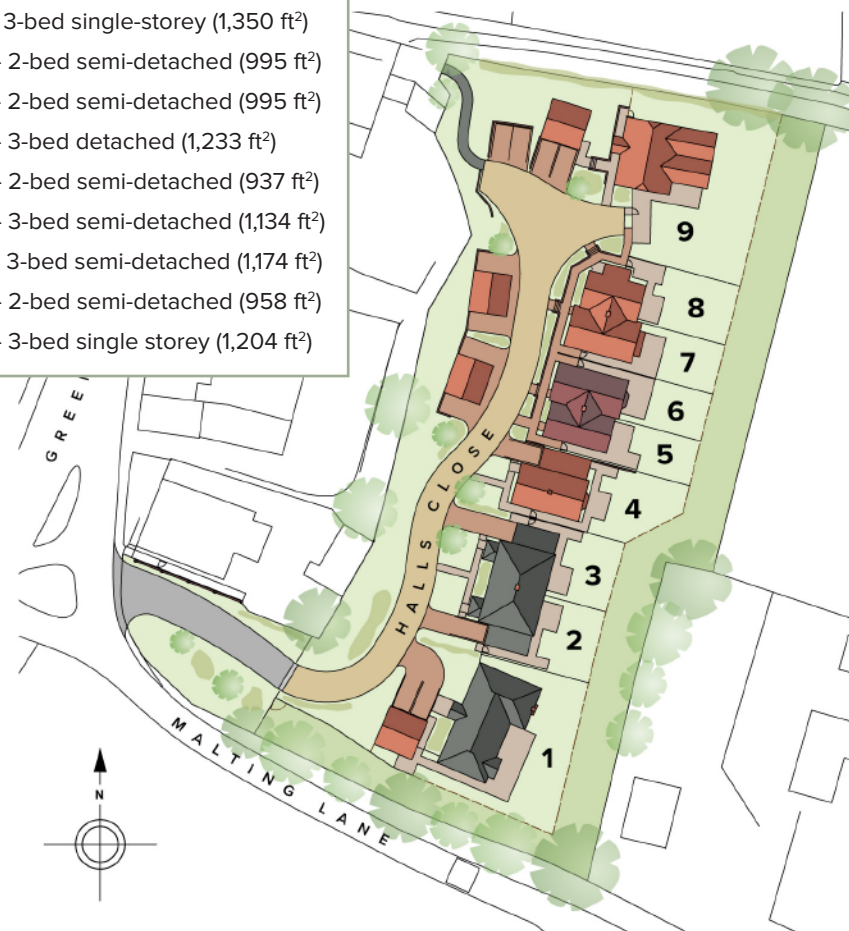 3-bed single-storey (1,350 ft²)
- 2-bed semi-detached (995 ft²)
- 2-bed semi-detached (995 ft²)
- 3-bed detached (1,233 ft²)
- 2-bed semi-detached (937 ft²)
- 3-bed semi-detached (1,134 ft²)
3-bed semi-detached (1,174 ft²)
- 2-bed semi-detached (958 ft²)
- 3-bed single storey (1,204 ft²)
9
8
7
6
5
4
3
2
1
HALLS CLOSE
MALTING LANE
N